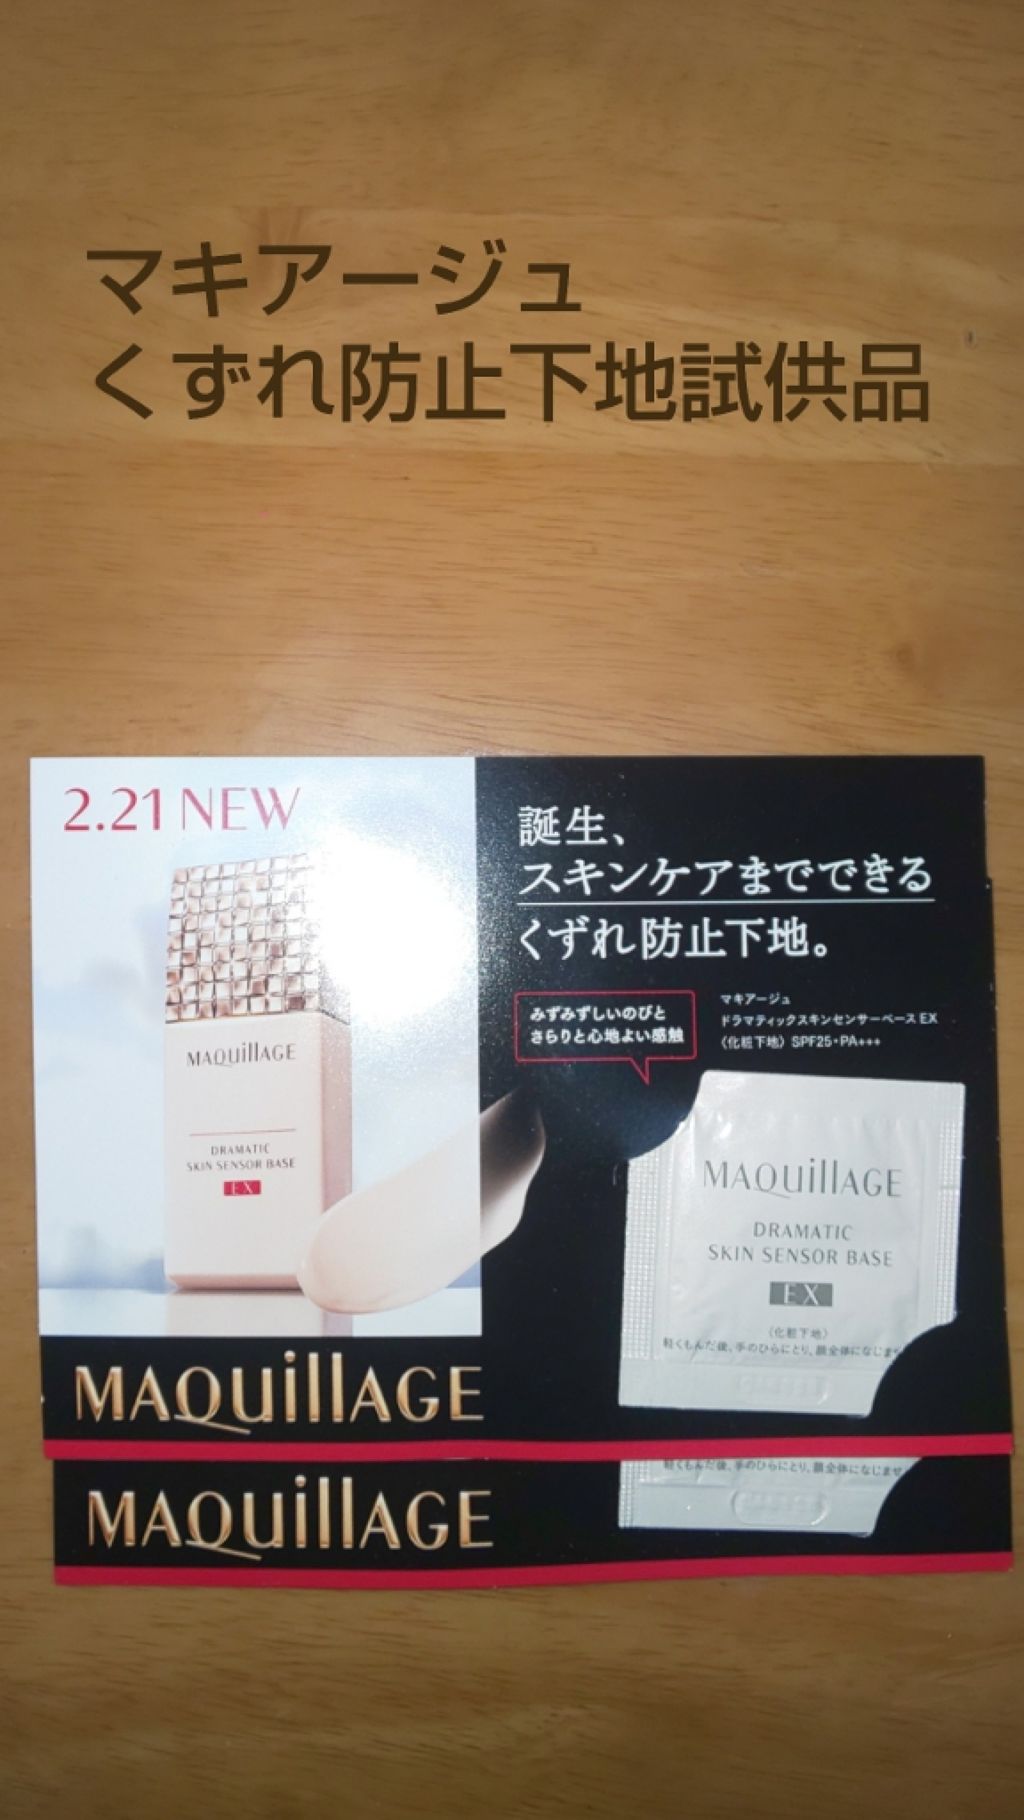 マキアージュ
くずれ防止下地試供品
2.21 NEW
誕生、
スキンケアまでできる
くずれ防止下地。
みずみずしいのびと
さらりと心地よい感触
マキアージュ
ドラマティックスキンセンサーベース EX
〈化粧下地〉 SPF25・PA+++
MAQuillAGE
DRAMATIC
SKIN SENSOR BASE
EX
MAQuillAGE
DRAMATIC
SKIN SENSOR BASE
EX
〈化粧下地〉
軽くもんだ後、手のひらにとり、顔全体になじませ
MAQuillAGE
軽くもんだ後、手のひらにとり、顔全体になじませ
MAQuillAGE